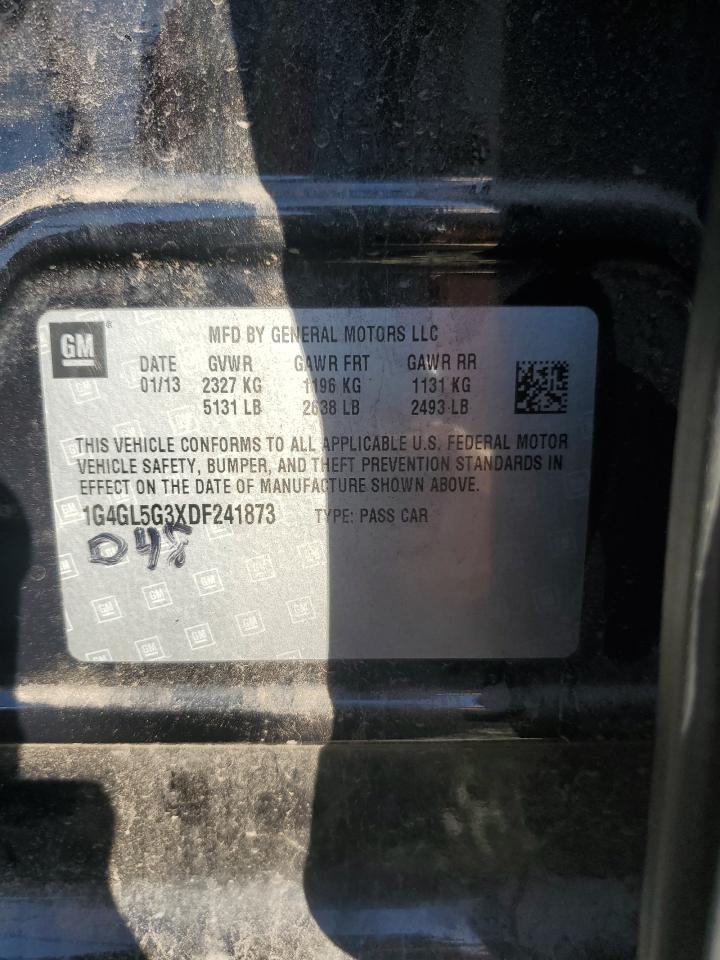 GM ® MFD BY GENERAL MOTORS LLC
DATE GVWR GAWR FRT GAWR RR
01/13 2327 KG 1196 KG 1131 KG
5131 LB 2638 LB 2493 LB
THIS VEHICLE CONFORMS TO ALL APPLICABLE U.S. FEDERAL MOTOR
VEHICLE SAFETY, BUMPER, AND THEFT PREVENTION STANDARDS IN
EFFECT ON THE DATE OF MANUFACTURE SHOWN ABOVE.
1G4GL5G3XDF241873 TYPE: PASS CAR